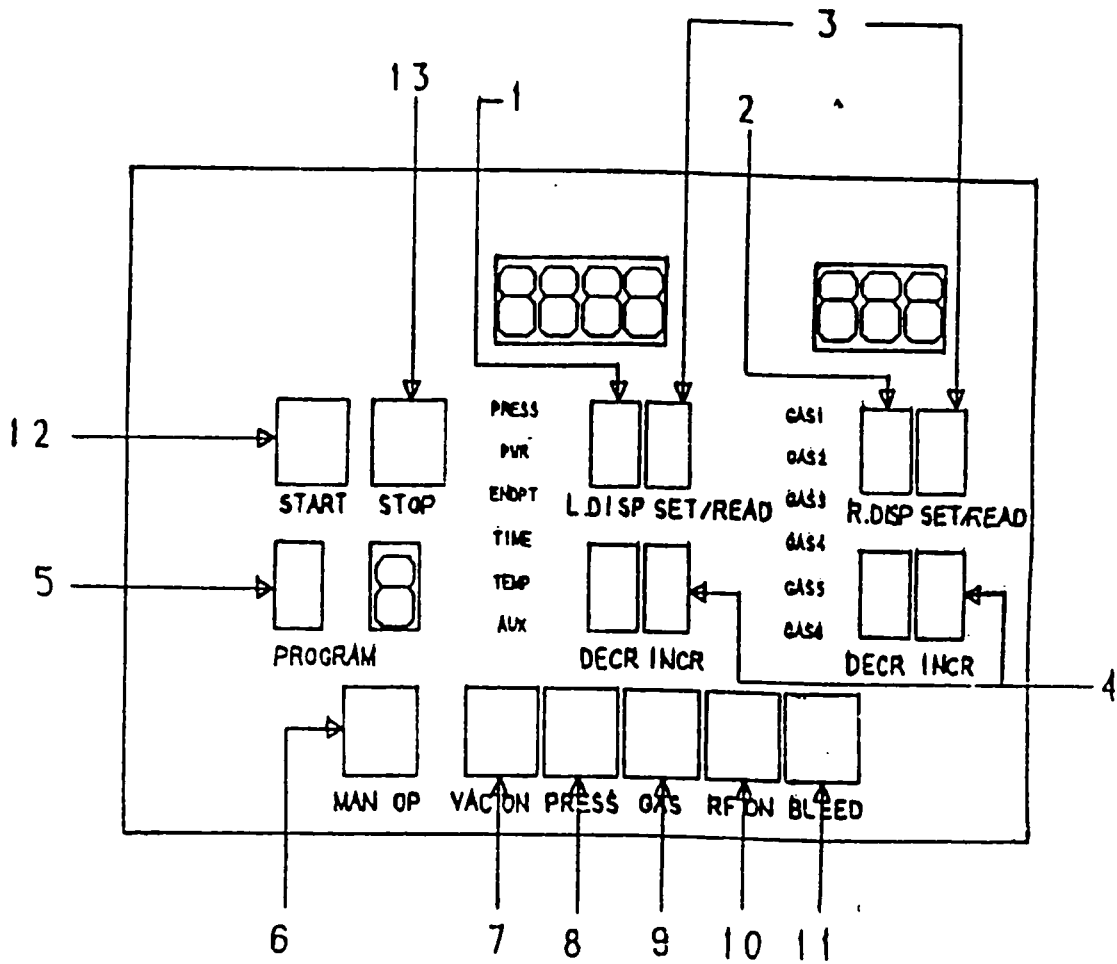 3
13
1
2
12
PRESS
PWR
ENDPT
TIME
TEMP
AUX
GAS1
GAS2
GAS3
GAS4
GAS5
GAS6
START STOP
L.DISP SET/READ
R.DISP SET/READ
5
PROGRAM
DECR INCR
DECR INCR
4
MAN OP VAC ON PRESS GAS RF ON BLEED
6 7 8 9 10 11